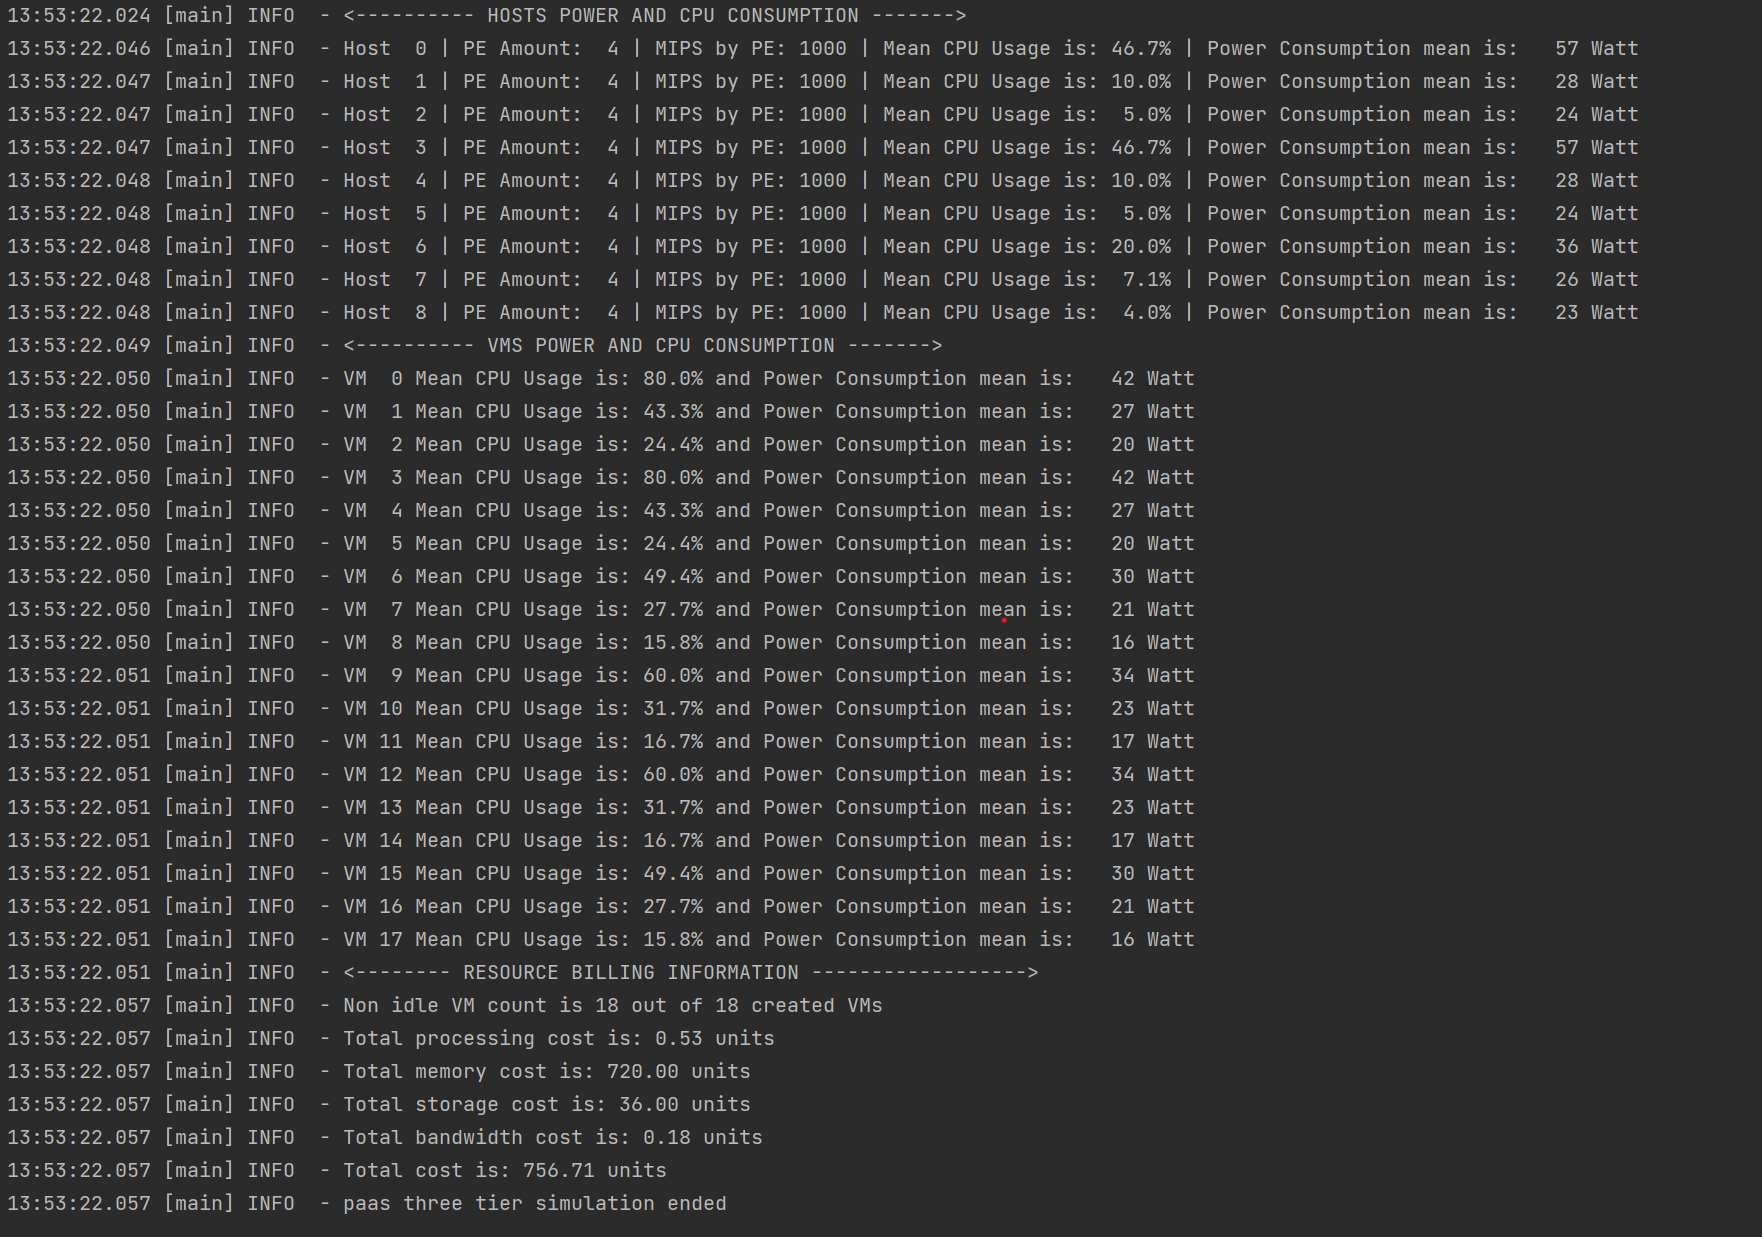 13:53:22.024 [main] INFO  - <---------- HOSTS POWER AND CPU CONSUMPTION ------->
13:53:22.046 [main] INFO  - Host  0 | PE Amount:  4 | MIPS by PE: 1000 | Mean CPU Usage is: 46.7% | Power Consumption mean is:   57 Watt
13:53:22.047 [main] INFO  - Host  1 | PE Amount:  4 | MIPS by PE: 1000 | Mean CPU Usage is: 10.0% | Power Consumption mean is:   28 Watt
13:53:22.047 [main] INFO  - Host  2 | PE Amount:  4 | MIPS by PE: 1000 | Mean CPU Usage is:  5.0% | Power Consumption mean is:   24 Watt
13:53:22.047 [main] INFO  - Host  3 | PE Amount:  4 | MIPS by PE: 1000 | Mean CPU Usage is: 46.7% | Power Consumption mean is:   57 Watt
13:53:22.048 [main] INFO  - Host  4 | PE Amount:  4 | MIPS by PE: 1000 | Mean CPU Usage is: 10.0% | Power Consumption mean is:   28 Watt
13:53:22.048 [main] INFO  - Host  5 | PE Amount:  4 | MIPS by PE: 1000 | Mean CPU Usage is:  5.0% | Power Consumption mean is:   24 Watt
13:53:22.048 [main] INFO  - Host  6 | PE Amount:  4 | MIPS by PE: 1000 | Mean CPU Usage is: 20.0% | Power Consumption mean is:   36 Watt
13:53:22.048 [main] INFO  - Host  7 | PE Amount:  4 | MIPS by PE: 1000 | Mean CPU Usage is:  7.1% | Power Consumption mean is:   26 Watt
13:53:22.048 [main] INFO  - Host  8 | PE Amount:  4 | MIPS by PE: 1000 | Mean CPU Usage is:  4.0% | Power Consumption mean is:   23 Watt
13:53:22.049 [main] INFO  - <---------- VMS POWER AND CPU CONSUMPTION ------->
13:53:22.050 [main] INFO  - VM  0 Mean CPU Usage is: 80.0% and Power Consumption mean is:   42 Watt
13:53:22.050 [main] INFO  - VM  1 Mean CPU Usage is: 43.3% and Power Consumption mean is:   27 Watt
13:53:22.050 [main] INFO  - VM  2 Mean CPU Usage is: 24.4% and Power Consumption mean is:   20 Watt
13:53:22.050 [main] INFO  - VM  3 Mean CPU Usage is: 80.0% and Power Consumption mean is:   42 Watt
13:53:22.050 [main] INFO  - VM  4 Mean CPU Usage is: 43.3% and Power Consumption mean is:   27 Watt
13:53:22.050 [main] INFO  - VM  5 Mean CPU Usage is: 24.4% and Power Consumption mean is:   20 Watt
13:53:22.050 [main] INFO  - VM  6 Mean CPU Usage is: 49.4% and Power Consumption mean is:   30 Watt
13:53:22.050 [main] INFO  - VM  7 Mean CPU Usage is: 27.7% and Power Consumption mean is:   21 Watt
13:53:22.050 [main] INFO  - VM  8 Mean CPU Usage is: 15.8% and Power Consumption mean is:   16 Watt
13:53:22.051 [main] INFO  - VM  9 Mean CPU Usage is: 60.0% and Power Consumption mean is:   34 Watt
13:53:22.051 [main] INFO  - VM 10 Mean CPU Usage is: 31.7% and Power Consumption mean is:   23 Watt
13:53:22.051 [main] INFO  - VM 11 Mean CPU Usage is: 16.7% and Power Consumption mean is:   17 Watt
13:53:22.051 [main] INFO  - VM 12 Mean CPU Usage is: 60.0% and Power Consumption mean is:   34 Watt
13:53:22.051 [main] INFO  - VM 13 Mean CPU Usage is: 31.7% and Power Consumption mean is:   23 Watt
13:53:22.051 [main] INFO  - VM 14 Mean CPU Usage is: 16.7% and Power Consumption mean is:   17 Watt
13:53:22.051 [main] INFO  - VM 15 Mean CPU Usage is: 49.4% and Power Consumption mean is:   30 Watt
13:53:22.051 [main] INFO  - VM 16 Mean CPU Usage is: 27.7% and Power Consumption mean is:   21 Watt
13:53:22.051 [main] INFO  - VM 17 Mean CPU Usage is: 15.8% and Power Consumption mean is:   16 Watt
13:53:22.051 [main] INFO  - <-------- RESOURCE BILLING INFORMATION ------------------>
13:53:22.057 [main] INFO  - Non idle VM count is 18 out of 18 created VMs
13:53:22.057 [main] INFO  - Total processing cost is: 0.53 units
13:53:22.057 [main] INFO  - Total memory cost is: 720.00 units
13:53:22.057 [main] INFO  - Total storage cost is: 36.00 units
13:53:22.057 [main] INFO  - Total bandwidth cost is: 0.18 units
13:53:22.057 [main] INFO  - Total cost is: 756.71 units
13:53:22.057 [main] INFO  - paas three tier simulation ended